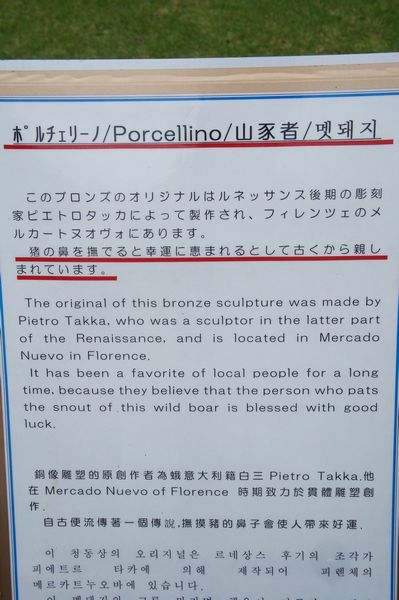 ポルチェリーノ/Porcellino/山豕者/멧돼지
このブロンズのオリジナルはルネッサンス後期の彫刻
家ピエトロタッカによって製作され、フィレンツェのメ
ルカートヌオヴォにあります。
猪の鼻を撫でると幸運に恵まれるとして古くから親し
まれています。
The original of this bronze sculpture was made by
Pietro Takka, who was a sculptor in the latter part
of the Renaissance, and is located in Mercado
Nuevo in Florence.
It has been a favorite of local people for a long
time, because they believe that the person who pats
the snout of this wild boar is blessed with good
luck.
銅像雕塑的原創作者為蛾意大利籍白三 Pietro Takka.他
在 Mercado Nuevo of Florence 時期致力於貫體雕塑創
作.
自古便流傳著一個傳說,撫摸豬的鼻子會使人帶來好運.
이 청동상의 오리지널은 르네상스 후기의 조각가
피에트르 타카에 의해 제작되어 피렌체의
메르카트누오바에 있습니다.